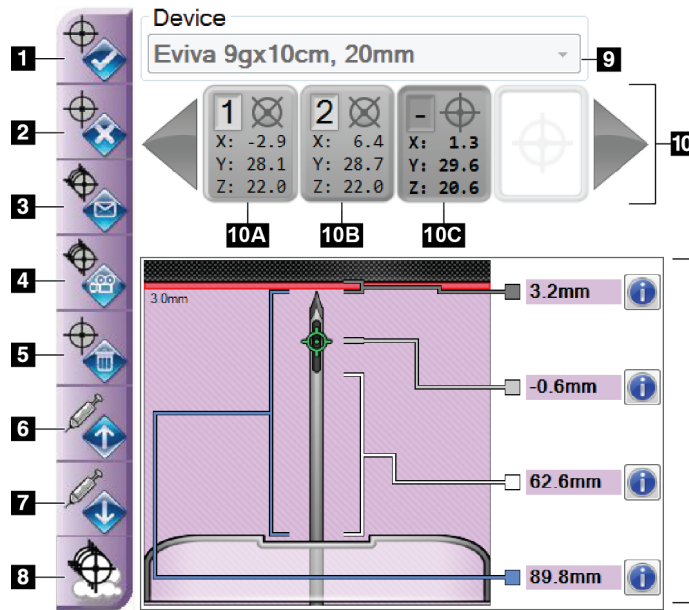 Device
1
Eviva 9gx10cm, 20mm
9
2
1
X: -2.9
Y: 28.1
Z: 22.0
2
X: 6.4
Y: 28.7
Z: 22.0
-
X: 1.3
Y: 29.6
Z: 20.6
10
3
10A
10B
10C
4
3.0mm
3.2mm
5
-0.6mm
6
7
62.6mm
8
89.8mm